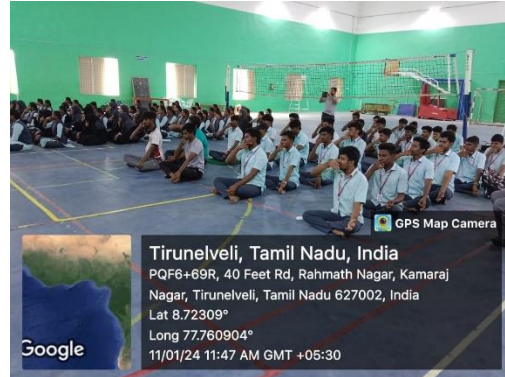 GPS Map Camera
Tirunelveli, Tamil Nadu, India
PQF6+69R, 40 Feet Rd, Rahmath Nagar, Kamaraj
Nagar, Tirunelveli, Tamil Nadu 627002, India
Lat 8.72309°
Long 77.760904°
11/01/24 11:47 AM GMT +05:30
Google